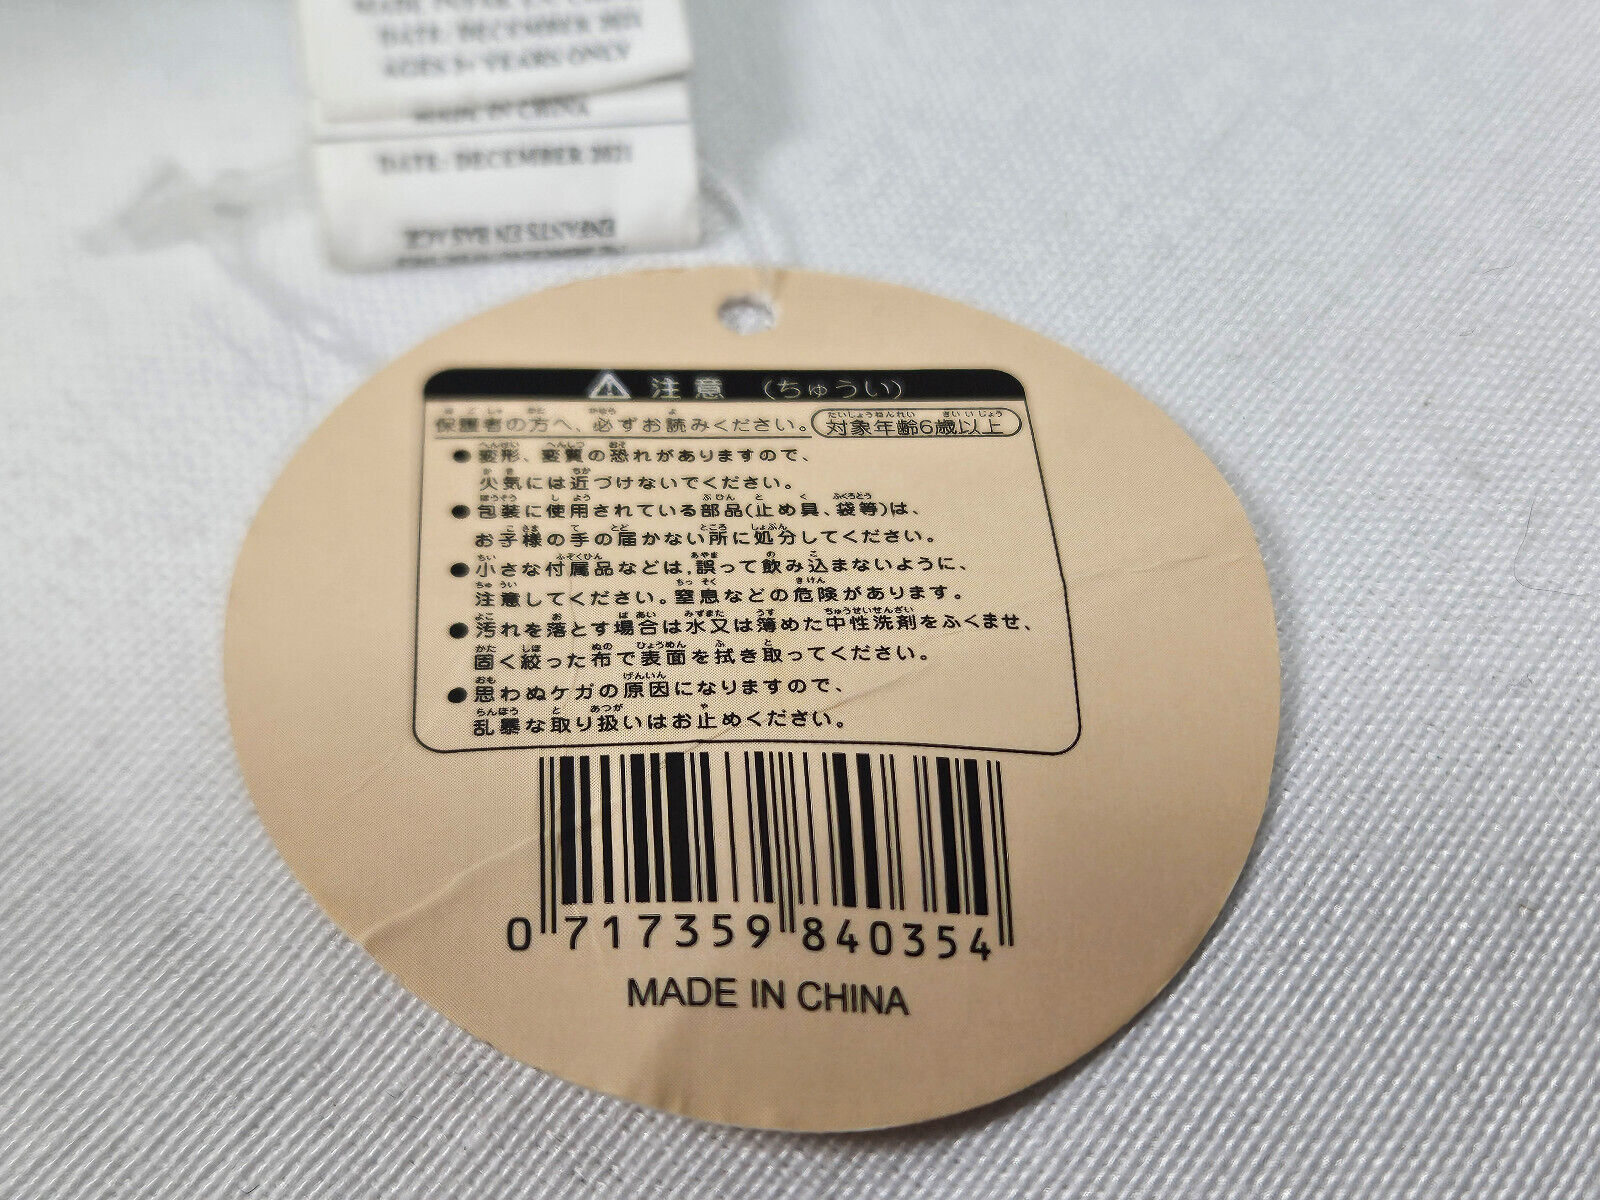 DATE: DECEMBER 2021
AGES 3+ YEARS ONLY
MADE IN CHINA
DATE: DECEMBER 2021
ENFANTS EN BAS AGE
注意 (ちゅうい)
保護者の方へ、必ずお読みください。 対象年齢6歳以上
● 変形、変質の恐れがありますので、
火気には近づけないでください。
● 包装に使用されている部品(止め具、袋等)は、
お子様の手の届かない所に処分してください。
● 小さな付属品などは、誤って飲み込まないように、
注意してください。窒息などの危険があります。
● 汚れを落とす場合は水又は薄めた中性洗剤をふくませ、
固く絞った布で表面を拭き取ってください。
● 思わぬケガの原因になりますので、
乱暴な取り扱いはお止めください。
0 717359 840354
MADE IN CHINA